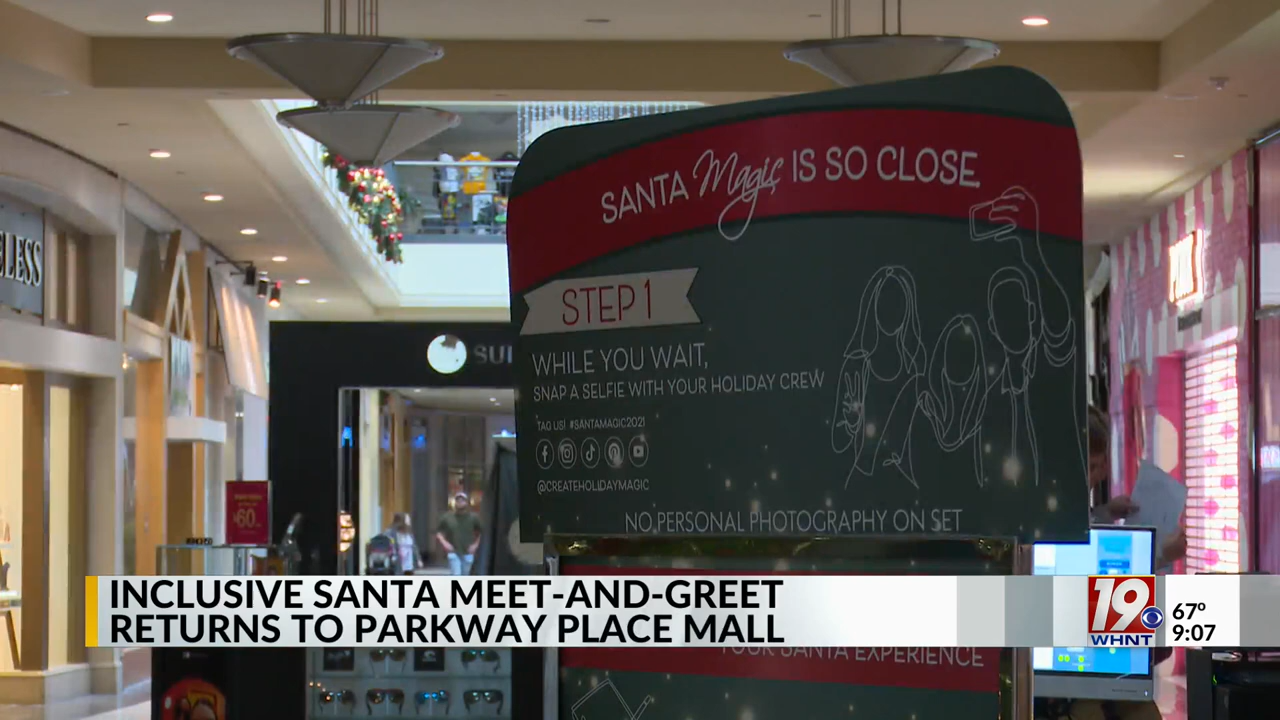 SANTA Magic IS SO CLOSE
STEP 1
WHILE YOU WAIT,
SNAP A SELFIE WITH YOUR HOLIDAY CREW
TAG US! #SANTAMAGIC2021
@CREATEHOLIDAYMAGIC
NO PERSONAL PHOTOGRAPHY ON SET
YOUR SANTA EXPERIENCE
ELESS
SU
$60
INCLUSIVE SANTA MEET-AND-GREET
RETURNS TO PARKWAY PLACE MALL
19
WHNT
67°
9:07